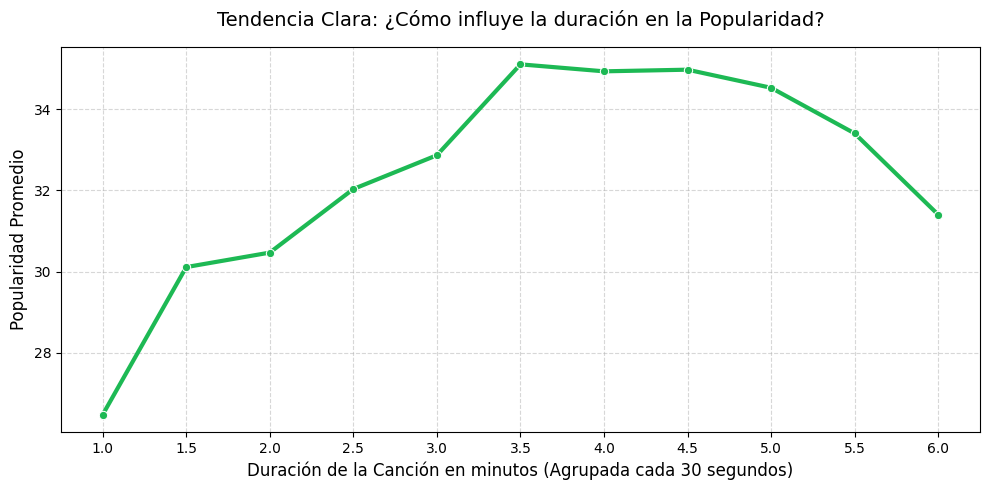 Tendencia Clara: ¿Cómo influye la duración en la Popularidad?
Popularidad Promedio
34
32
30
28
1.0 1.5 2.0 2.5 3.0 3.5 4.0 4.5 5.0 5.5 6.0
Duración de la Canción en minutos (Agrupada cada 30 segundos)